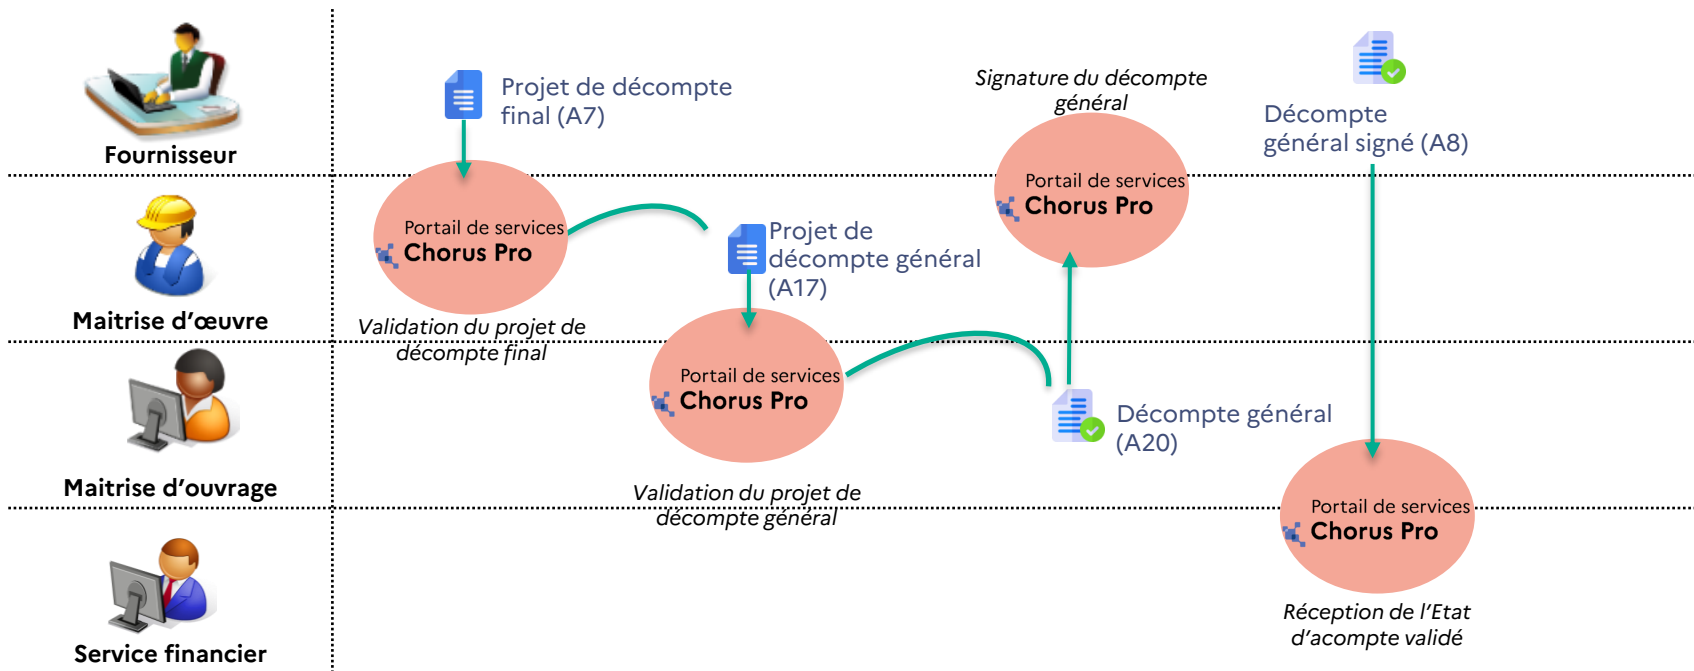 Fournisseur
Projet de décompte
final (A7)
Signature du décompte
général
Décompte
général signé (A8)
Portail de services
Chorus Pro
Portail de services
Chorus Pro
Maitrise d'œuvre
Validation du projet de
décompte final
Projet de
décompte général
(A17)
Portail de services
Chorus Pro
Maitrise d'ouvrage
Validation du projet de
décompte général
Décompte général
(A20)
Portail de services
Chorus Pro
Service financier
Réception de l'Etat
d'acompte validé